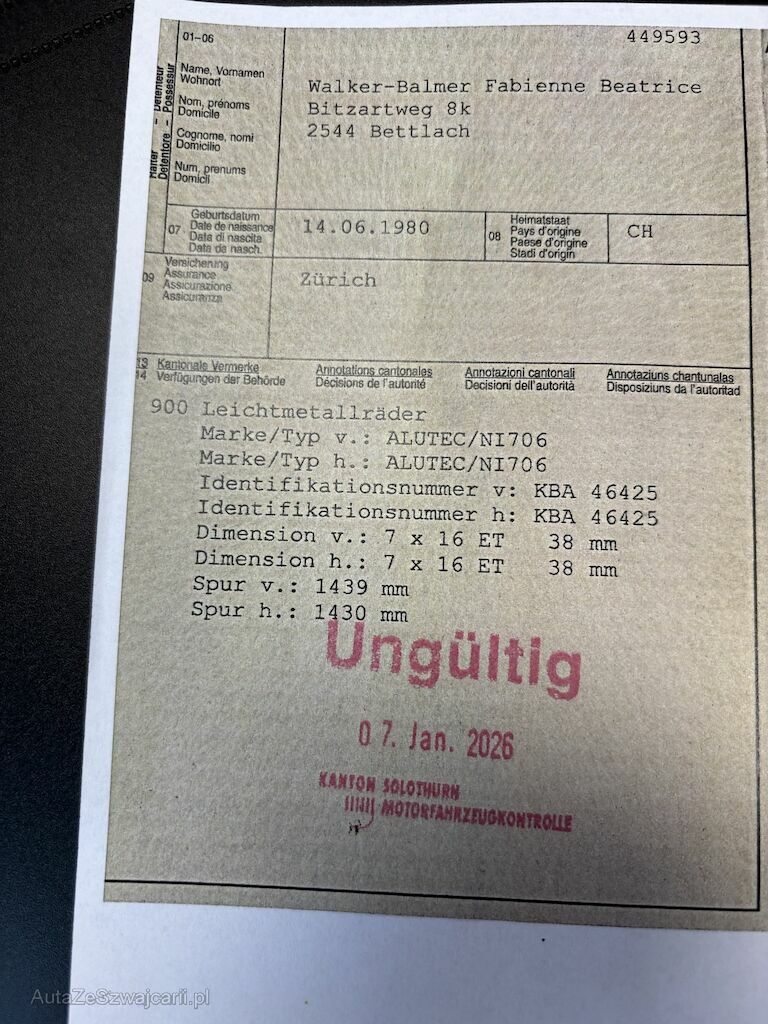 01-06
449593
Halter - Détenteur
Detentore - Possessur
Name, Vornamen
Wohnort
Nom, prénoms
Domicile
Cognome, nomi
Domicilio
Num, prenums
Domicil
Walker-Balmer Fabienne Beatrice
Bitzartweg 8k
2544 Bettlach
07
Geburtsdatum
Date de naissance
Data di nascita
Data da nasch.
14.06.1980
08
Heimatstaat
Pays d'origine
Paese d'origine
Stadi d'origin
CH
09
Versicherung
Assurance
Assicurazione
Assicuranza
Zürich
13 Kantonale Vermerke Annotations cantonales Annotazioni cantonali Annotaziuns chantunalas
14 Verfügungen der Behörde Décisions de l'autorité Decisioni dell'autorità Disposiziuns da l'autoritad
900 Leichtmetallräder
Marke/Typ v.: ALUTEC/NI706
Marke/Typ h.: ALUTEC/NI706
Identifikationsnummer v: KBA 46425
Identifikationsnummer h: KBA 46425
Dimension v.: 7 x 16 ET 38 mm
Dimension h.: 7 x 16 ET 38 mm
Spur v.: 1439 mm
Spur h.: 1430 mm
Ungültig
07. Jan. 2026
KANTON SOLOTHURN
MOTORFAHRZEUGKONTROLLE
AutaZeSzwajcarii.pl